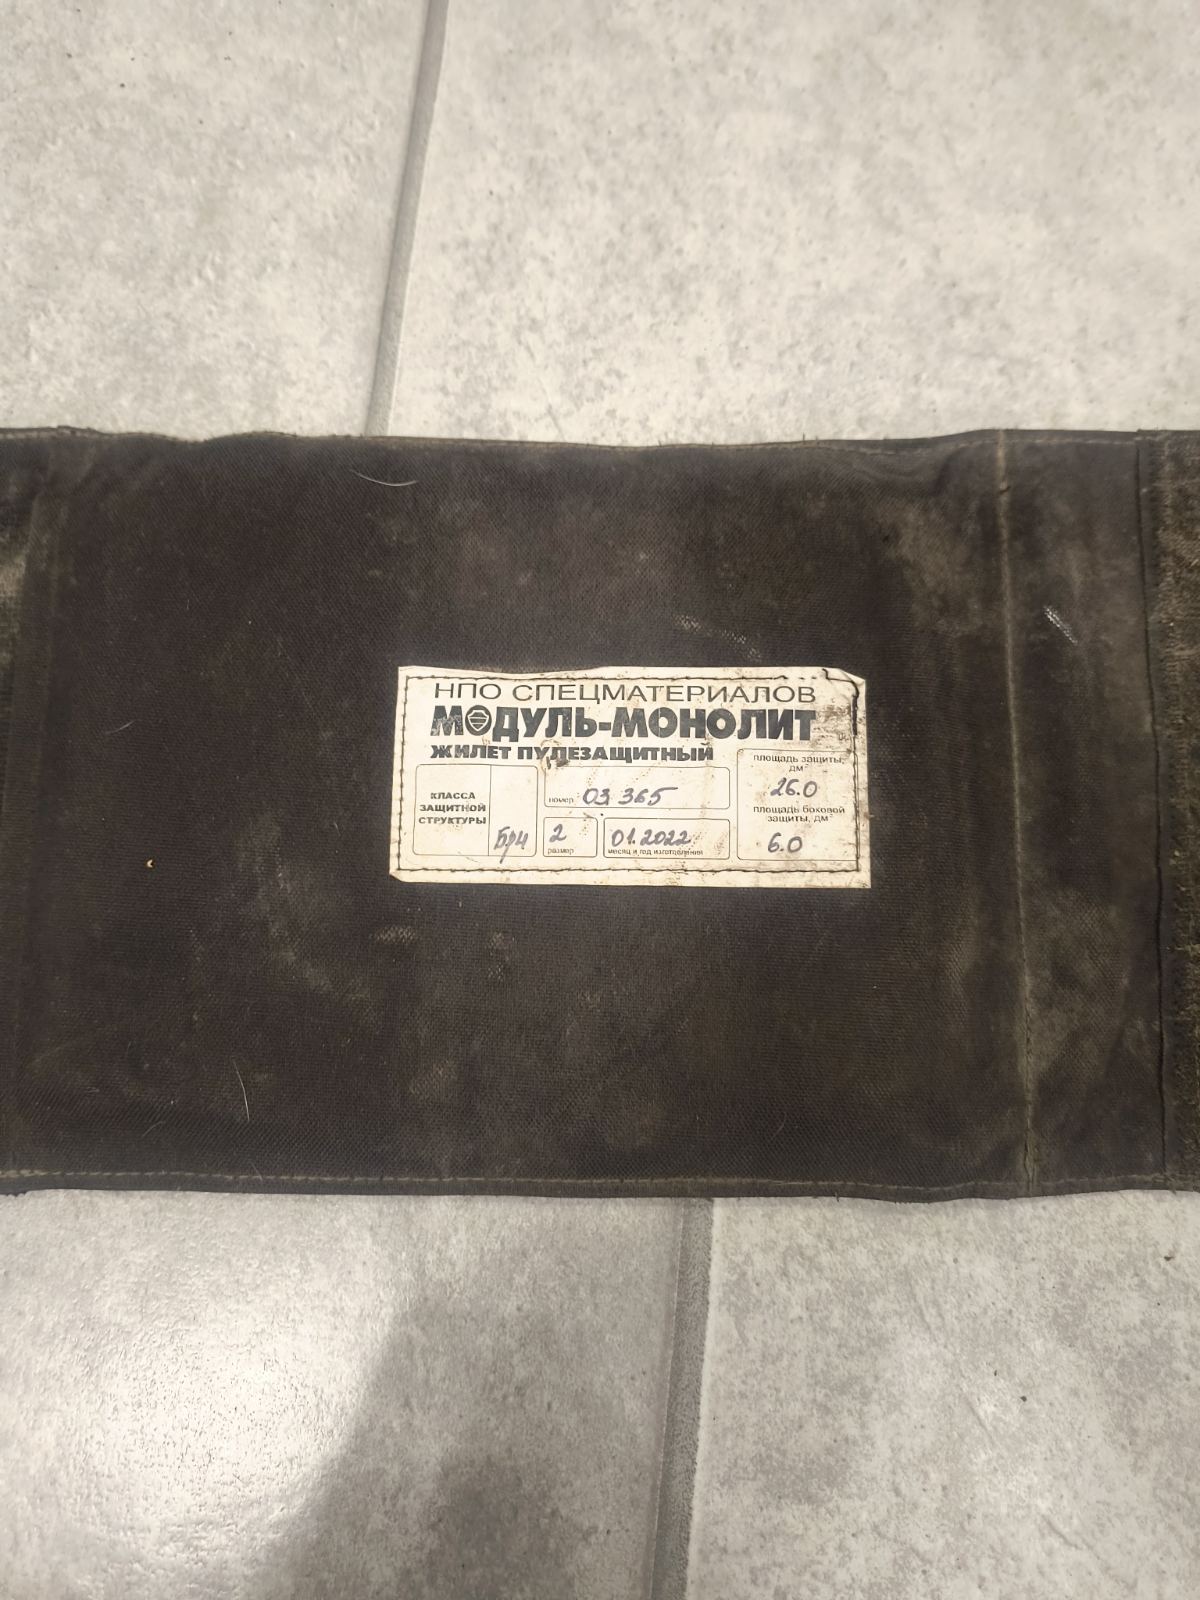 НПО СПЕЦМАТЕРИАЛОВ
МОДУЛЬ-МОНОЛИТ
ЖИЛЕТ ПУЛЕЗАЩИТНЫЙ
КЛАССА
ЗАЩИТНОЙ
СТРУКТУРЫ
Бр4
номер 03 365
2
размер
01.2022
месяц и год изготовления
площадь защиты,
дм²
26.0
площадь боковой
защиты, дм²
6.0